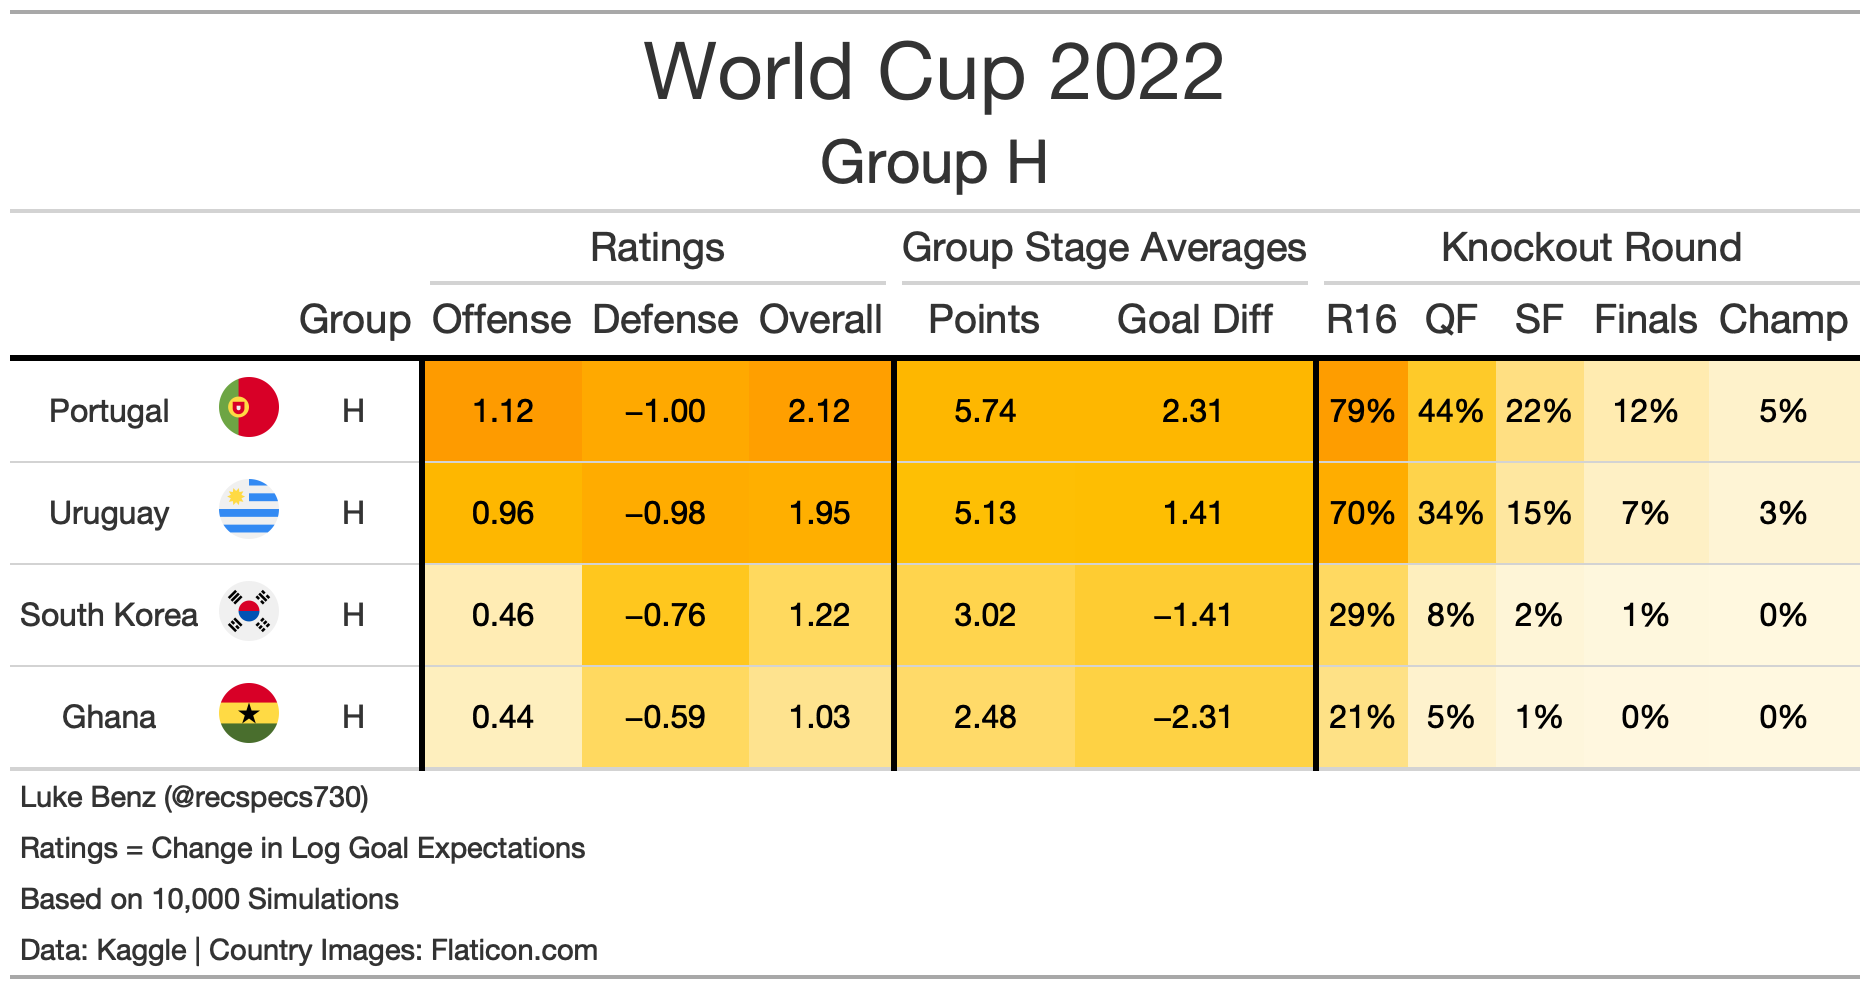 World Cup 2022
Group H
Ratings Group Stage Averages Knockout Round
Group Offense Defense Overall Points Goal Diff R16 QF SF Finals Champ
Portugal H 1.12 −1.00 2.12 5.74 2.31 79% 44% 22% 12% 5%
Uruguay H 0.96 −0.98 1.95 5.13 1.41 70% 34% 15% 7% 3%
South Korea H 0.46 −0.76 1.22 3.02 −1.41 29% 8% 2% 1% 0%
Ghana H 0.44 −0.59 1.03 2.48 −2.31 21% 5% 1% 0% 0%
Luke Benz (@recspecs730)
Ratings = Change in Log Goal Expectations
Based on 10,000 Simulations
Data: Kaggle | Country Images: Flaticon.com